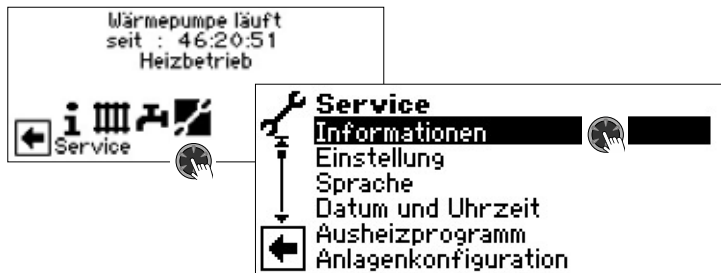 Wärmepumpe läuft
seit : 46:20:51
Heizbetrieb
Service
Service
Informationen
Einstellung
Sprache
Datum und Uhrzeit
Ausheizprogramm
Anlagenkonfiguration